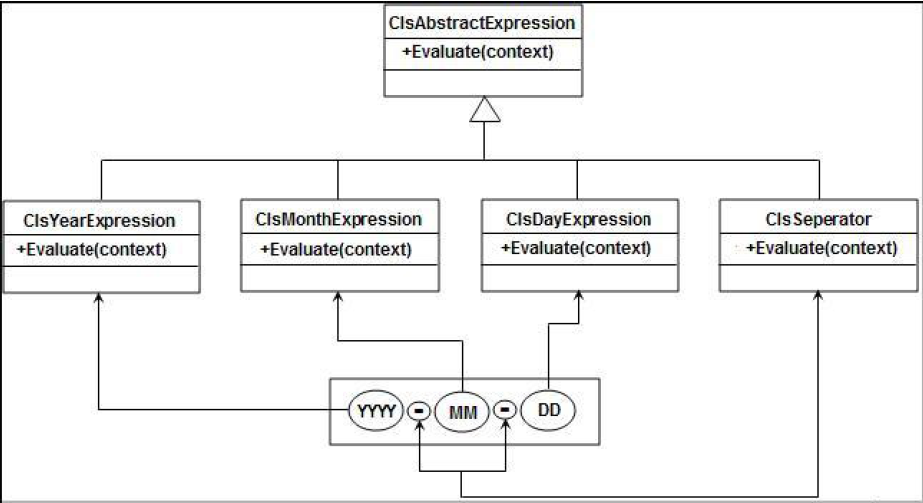 ClsAbstractExpression
+Evaluate(context)
ClsYearExpression
+Evaluate(context)
ClsMonthExpression
+Evaluate(context)
ClsDayExpression
+Evaluate(context)
ClsSeperator
+Evaluate(context)
YYYY - MM - DD